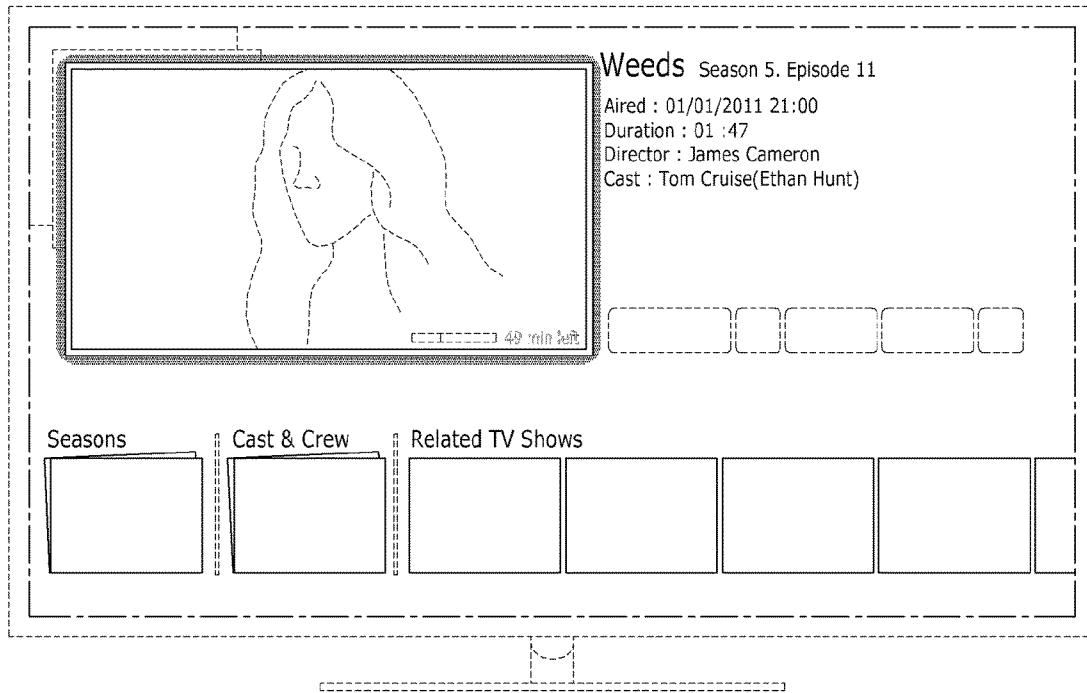 Weeds Season 5. Episode 11
Aired : 01/01/2011 21:00
Duration : 01 :47
Director : James Cameron
Cast : Tom Cruise(Ethan Hunt)
49 min left
Seasons
Cast & Crew
Related TV Shows